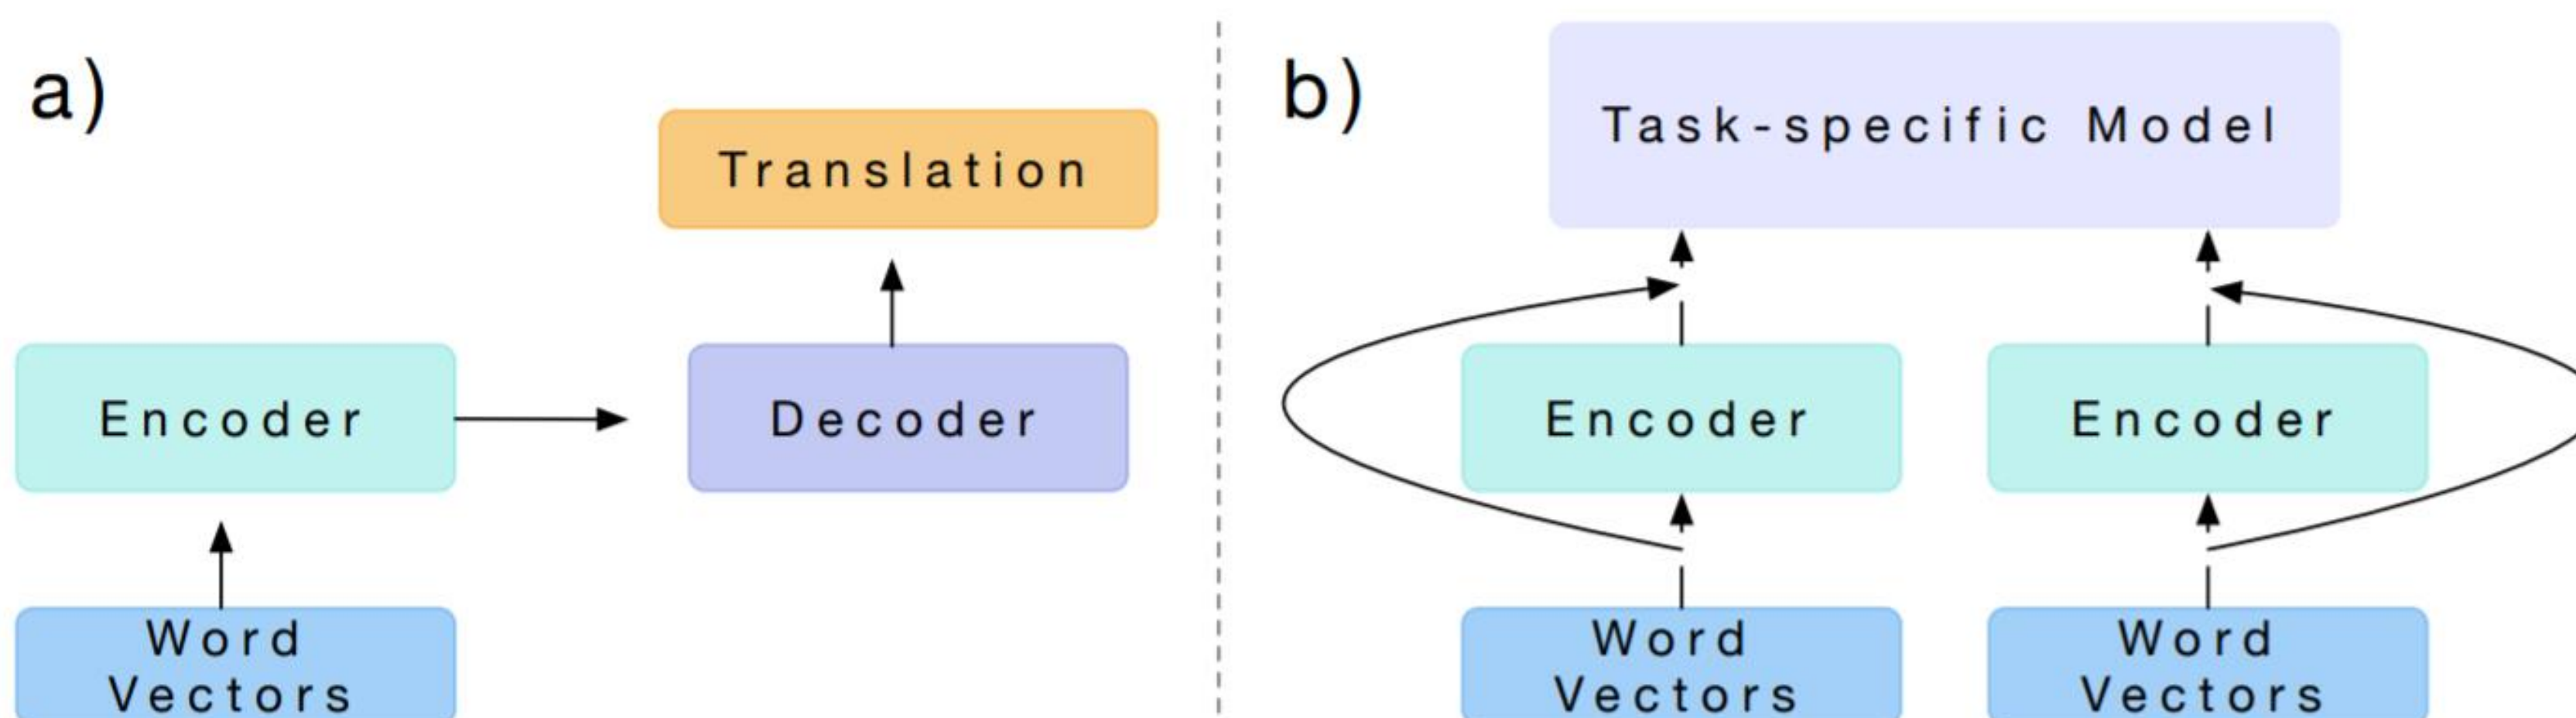 a)
Translation
Encoder
Decoder
Word
Vectors
b)
Task-specific Model
Encoder
Encoder
Word
Vectors
Word
Vectors